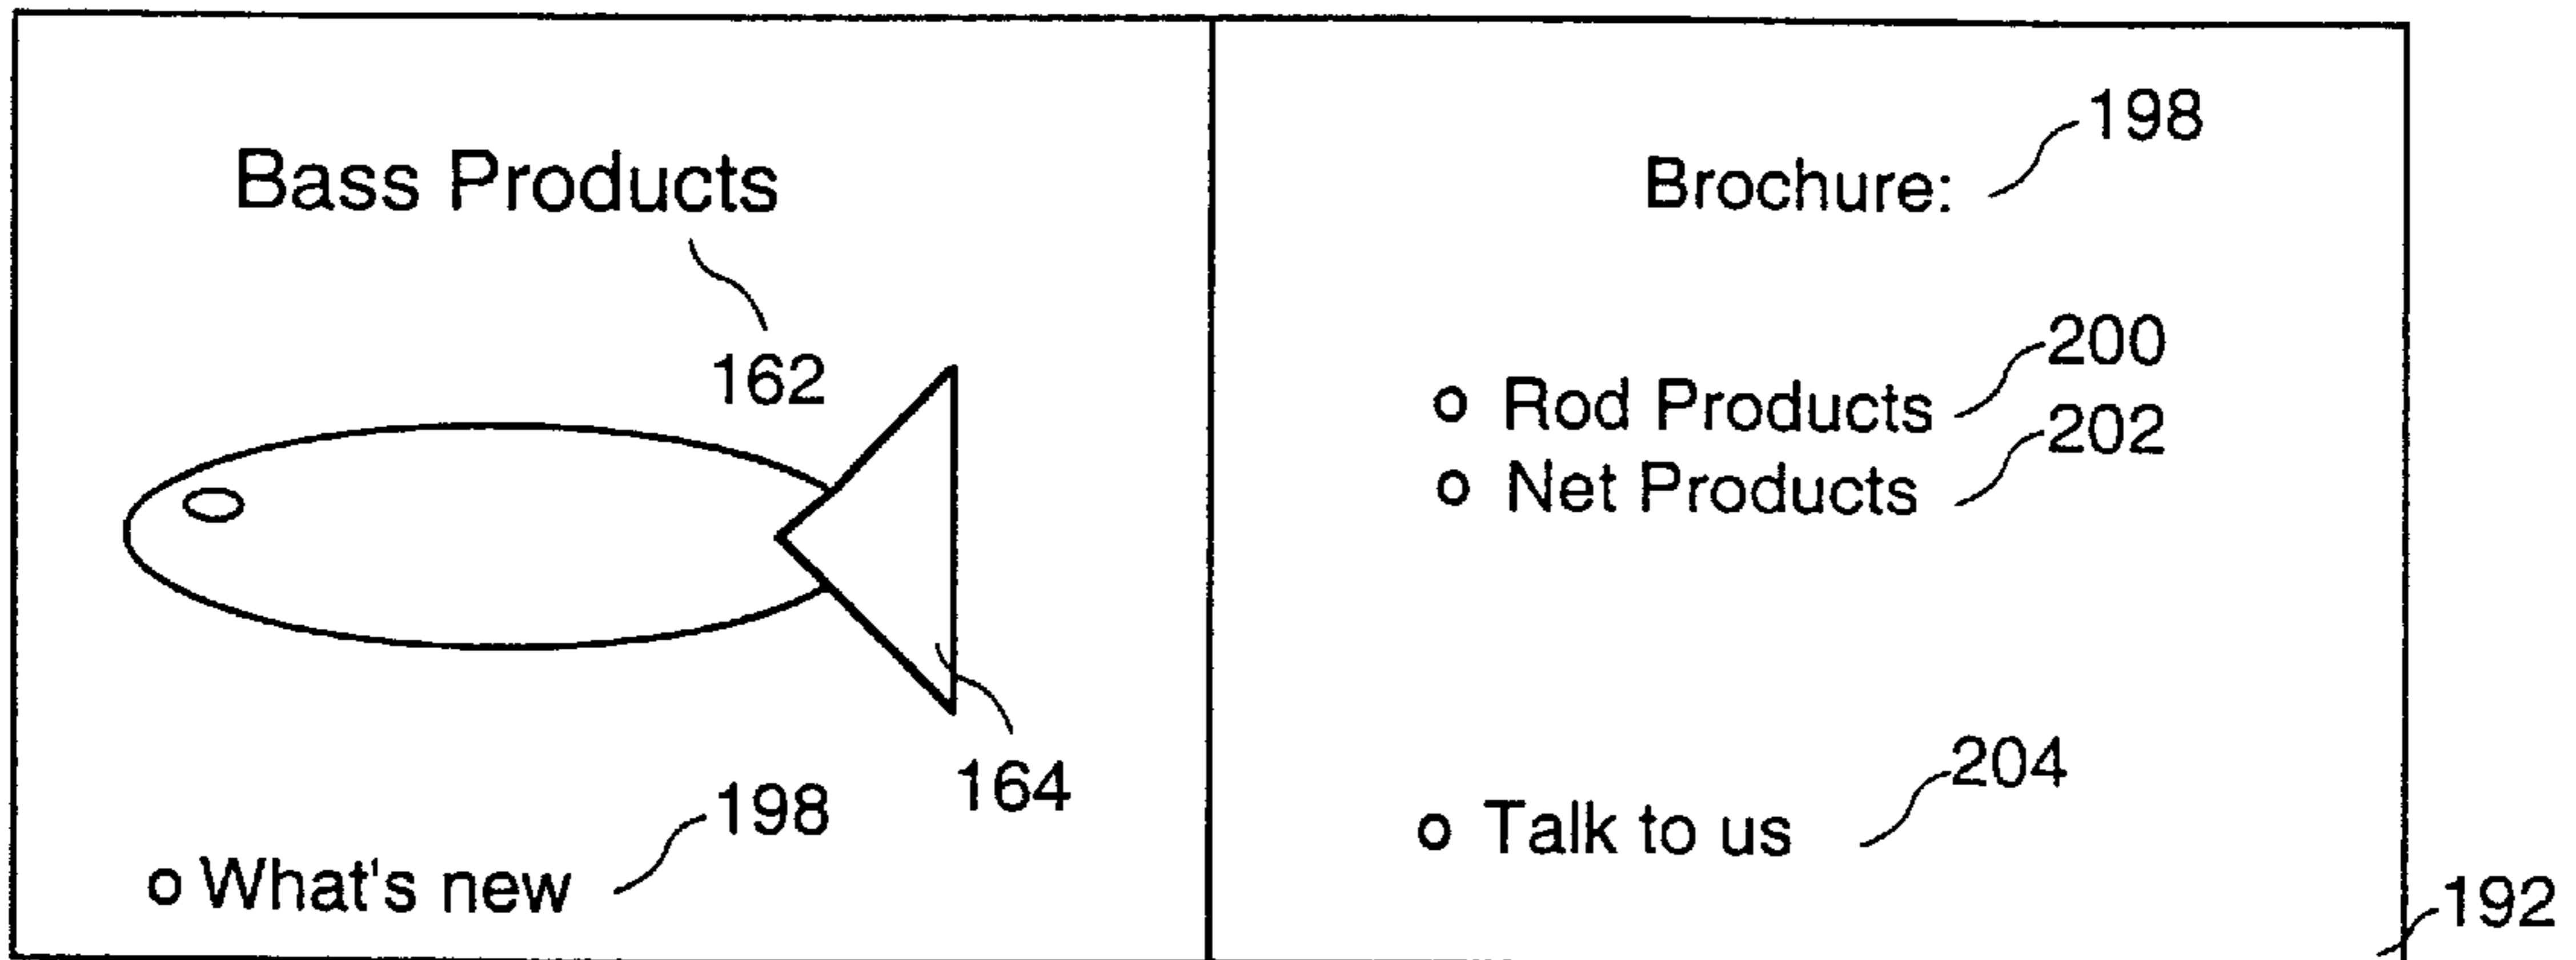 Bass Products
162
164
198
o What's new
198
Brochure:
200
o Rod Products
202
o Net Products
204
o Talk to us
192